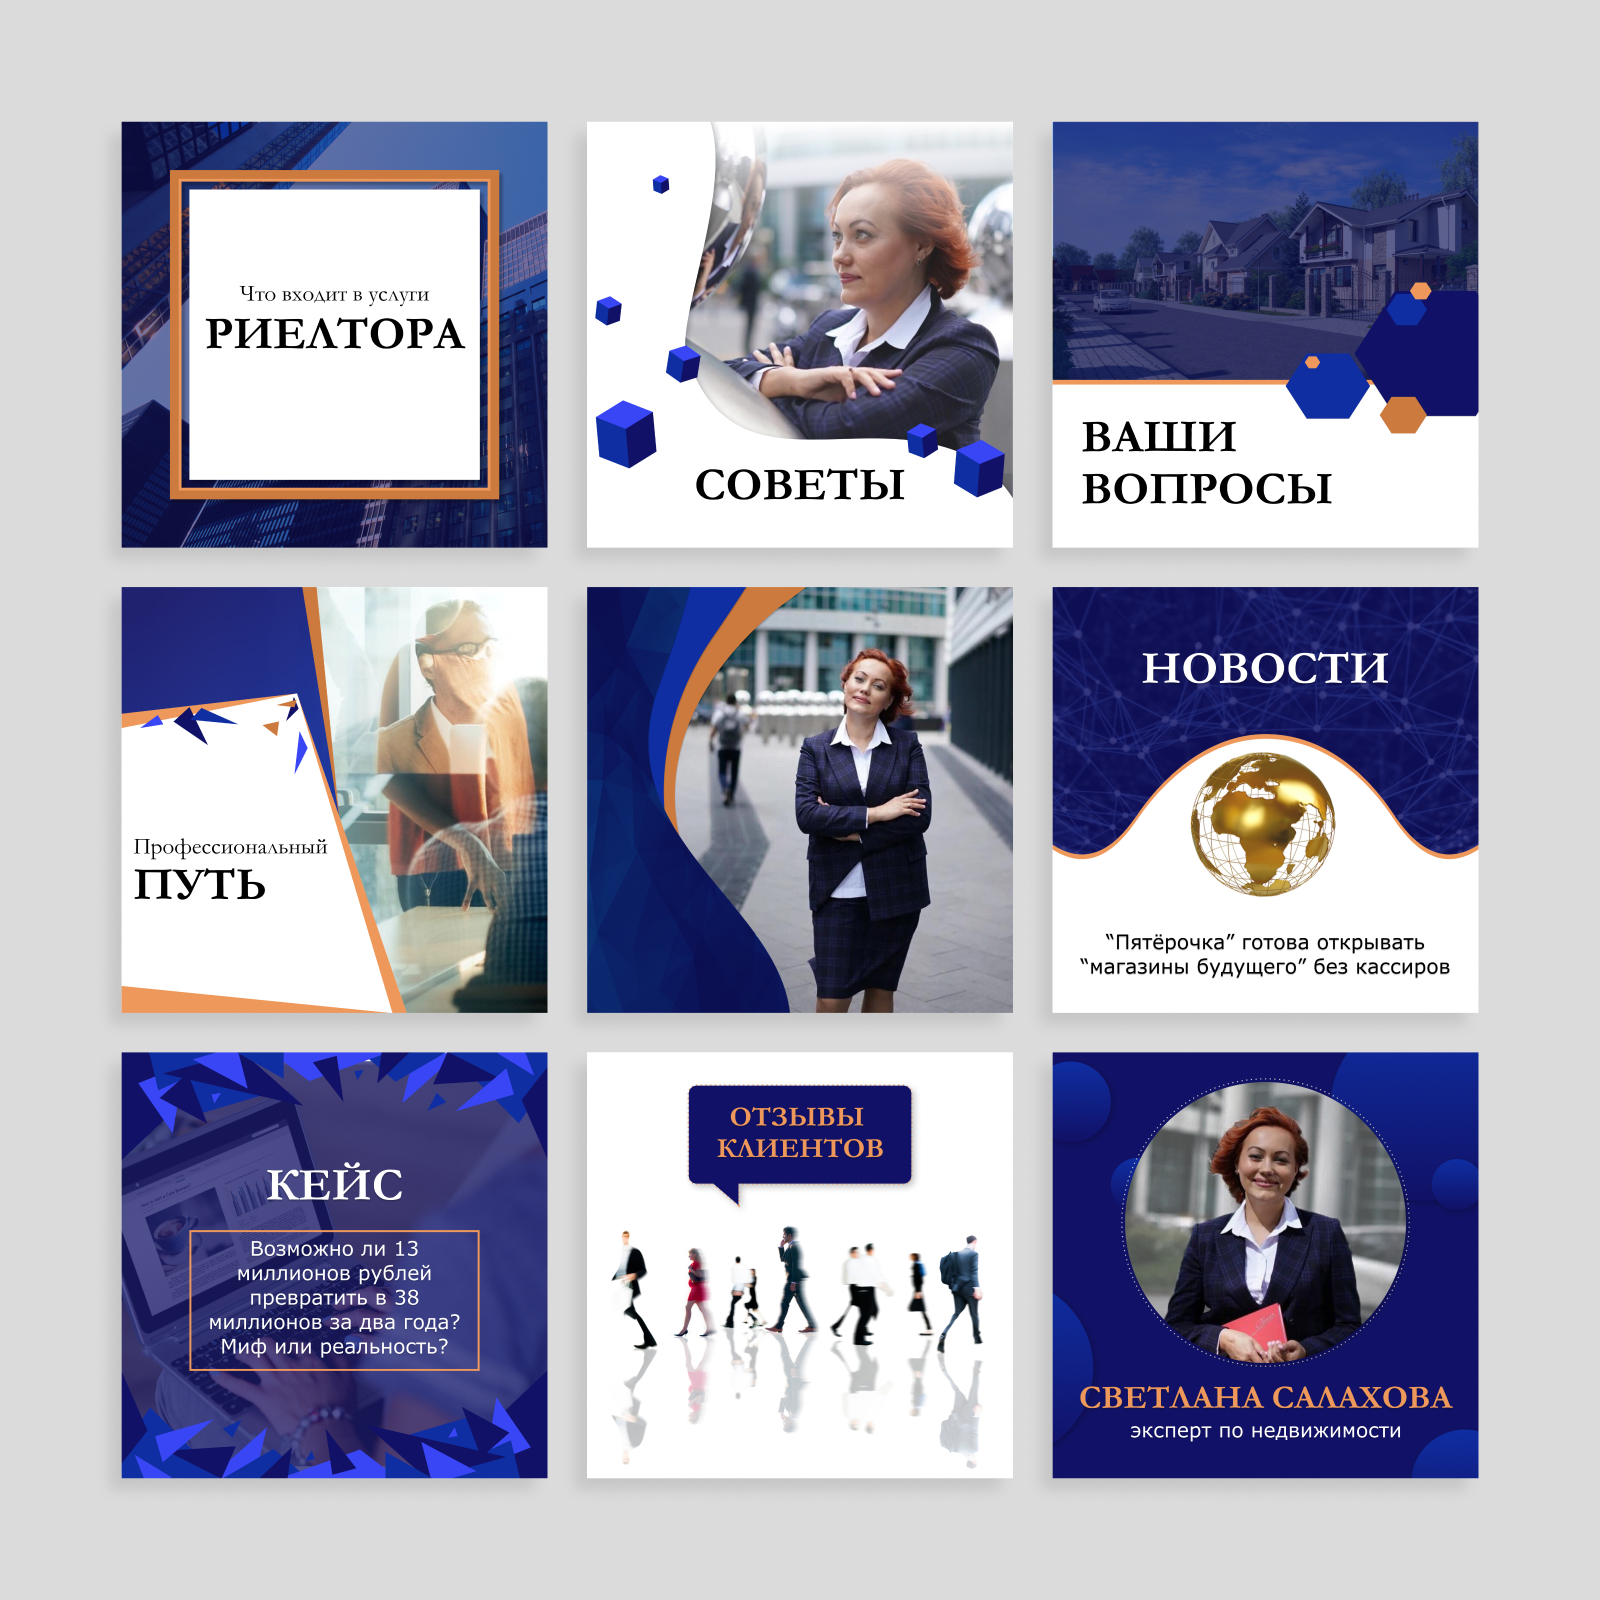 Что входит в услуги
РИЕЛТОРА
СОВЕТЫ
ВАШИ
ВОПРОСЫ
Профессиональный
ПУТЬ
НОВОСТИ
“Пятёрочка” готова открывать
“магазины будущего” без кассиров
КЕЙС
Возможно ли 13
миллионов рублей
превратить в 38
миллионов за два года?
Миф или реальность?
ОТЗЫВЫ
КЛИЕНТОВ
СВЕТЛАНА САЛАХОВА
эксперт по недвижимости